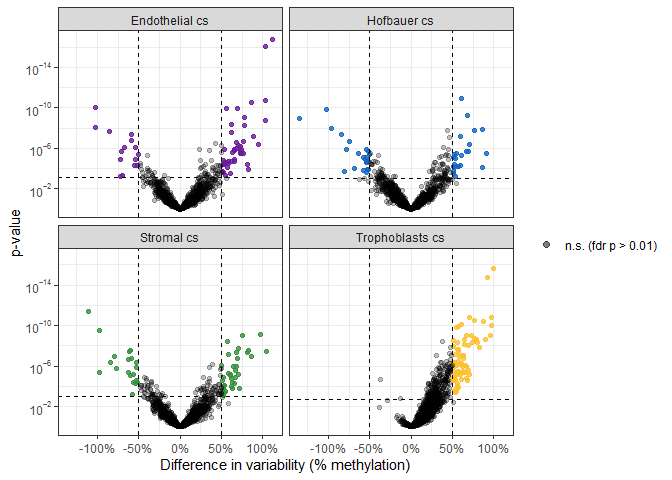 Endothelial cs
Hofbauer cs
10⁻¹⁴
10⁻¹⁰
10⁻⁶
10⁻²
Stromal cs
Trophoblasts cs
10⁻¹⁴
10⁻¹⁰
10⁻⁶
10⁻²
p-value
n.s. (fdr p > 0.01)
-100% -50% 0% 50% 100%
-100% -50% 0% 50% 100%
Difference in variability (% methylation)